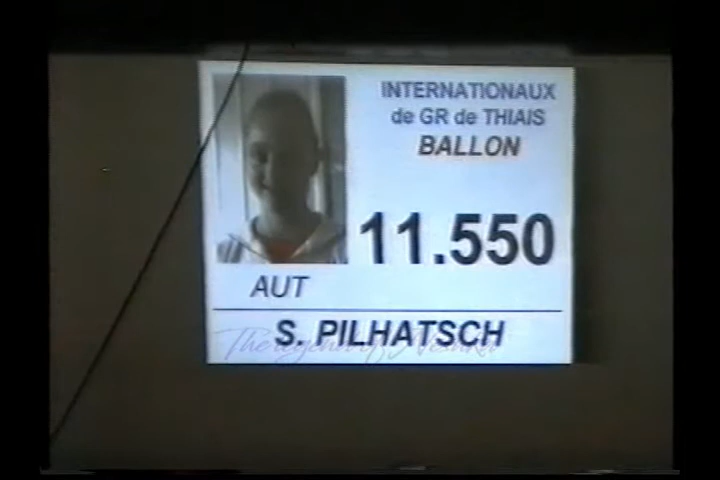 INTERNATIONAUX
de GR de THIAIS
BALLON
11.550
AUT
S. PILHATSCH